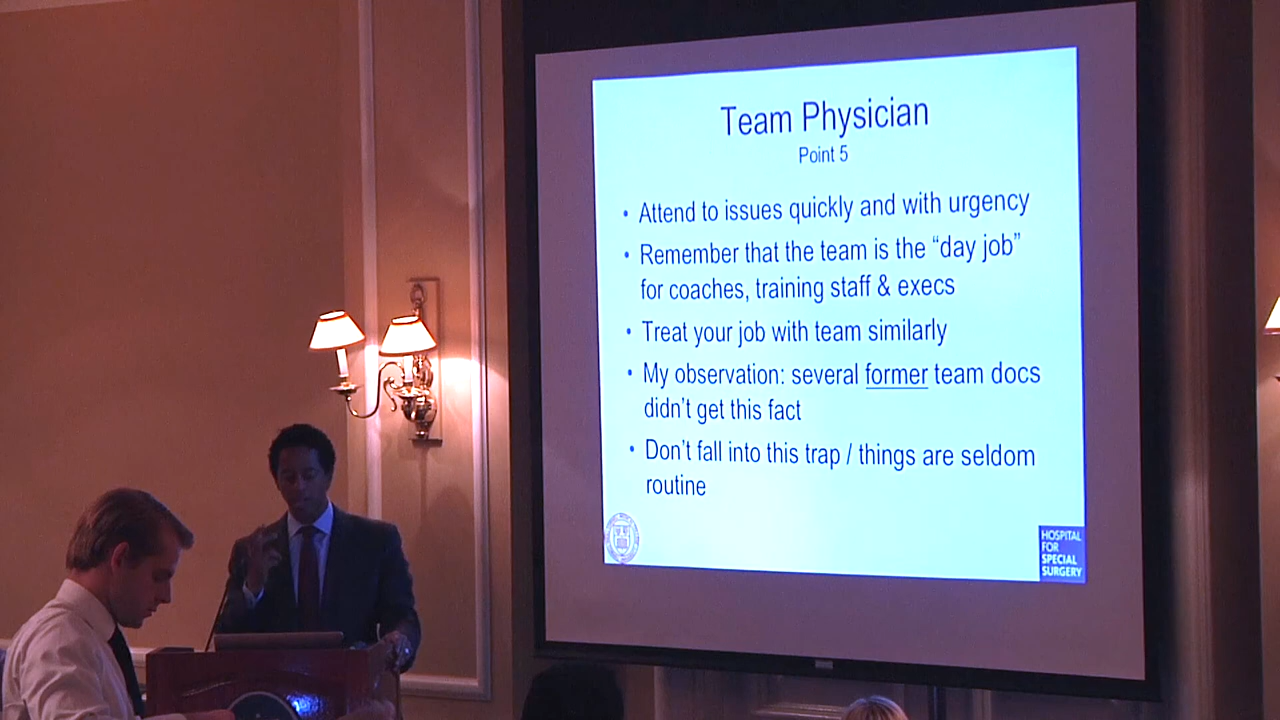 Team Physician
Point 5
• Attend to issues quickly and with urgency
• Remember that the team is the “day job”
for coaches, training staff & execs
• Treat your job with team similarly
• My observation: several former team docs
didn’t get this fact
• Don’t fall into this trap / things are seldom
routine
HOSPITAL
FOR
SPECIAL
SURGERY